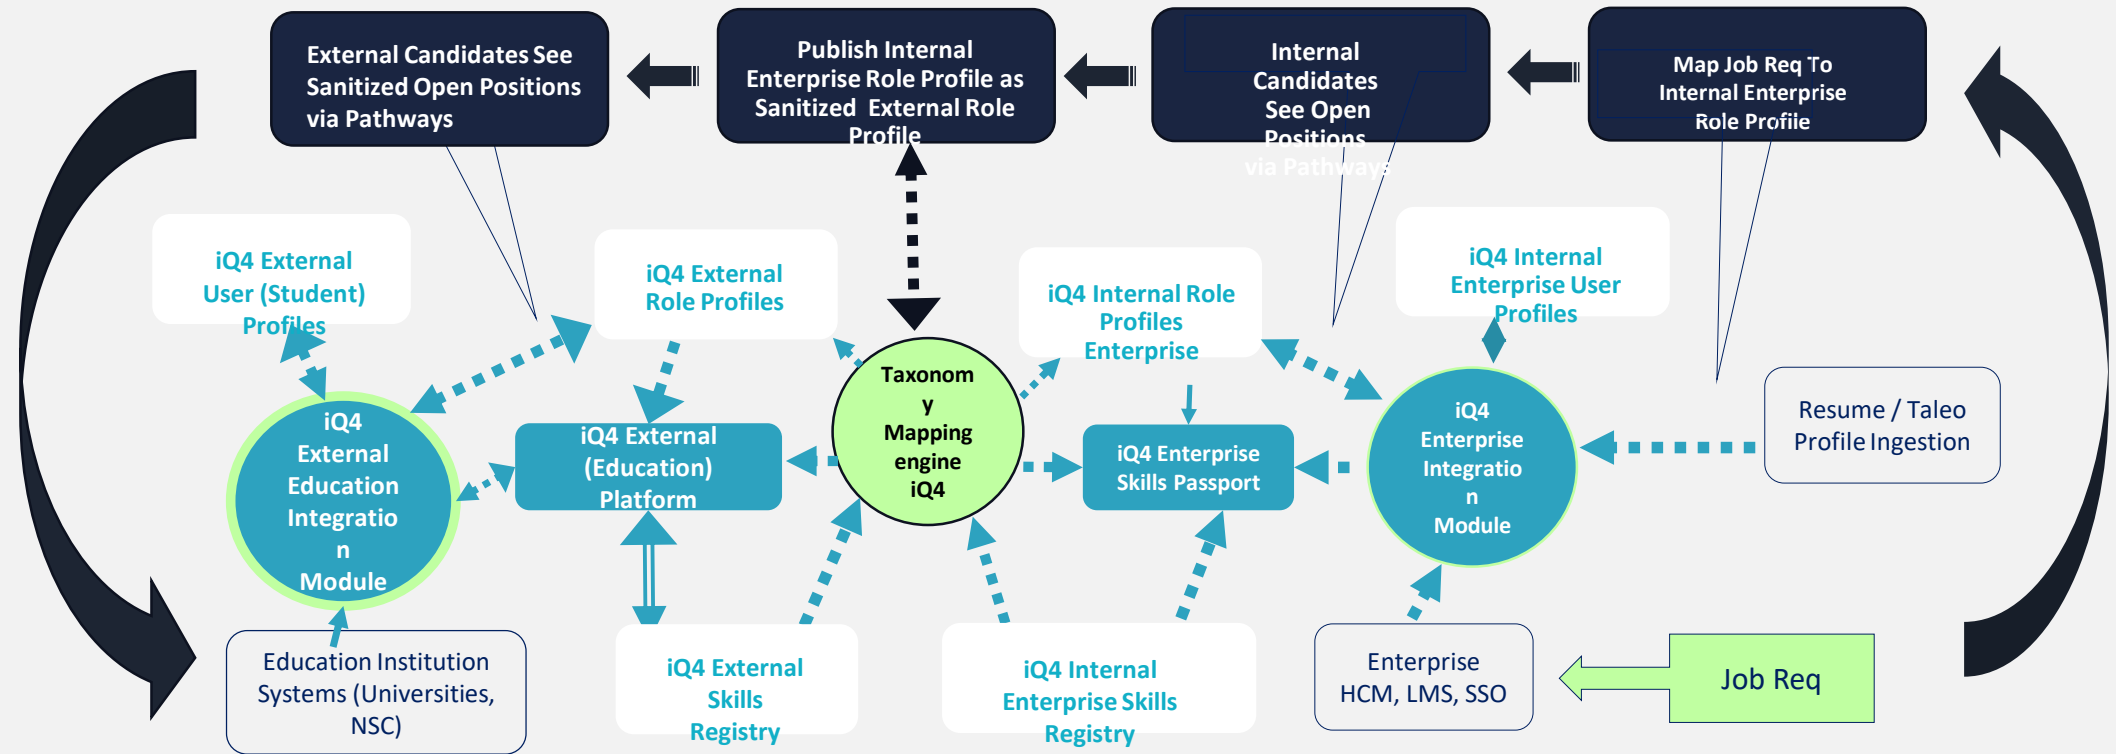 External Candidates See
Sanitized Open Positions
via Pathways
Publish Internal
Enterprise Role Profile as
Sanitized External Role
Profile
Internal
Candidates
See Open
Positions
via Pathways
Map Job Req To
Internal Enterprise
Role Profile
iQ4 External
User (Student)
Profiles
iQ4 External
Role Profiles
iQ4 Internal Role
Profiles
Enterprise
iQ4 Internal
Enterprise User
Profiles
iQ4
External
Education
Integratio
n
Module
iQ4 External
(Education)
Platform
Taxonom
y
Mapping
engine
iQ4
iQ4 Enterprise
Skills Passport
iQ4
Enterprise
Integratio
n
Module
Resume / Taleo
Profile Ingestion
Education Institution
Systems (Universities,
NSC)
iQ4 External
Skills
Registry
iQ4 Internal
Enterprise Skills
Registry
Enterprise
HCM, LMS, SSO
Job Req